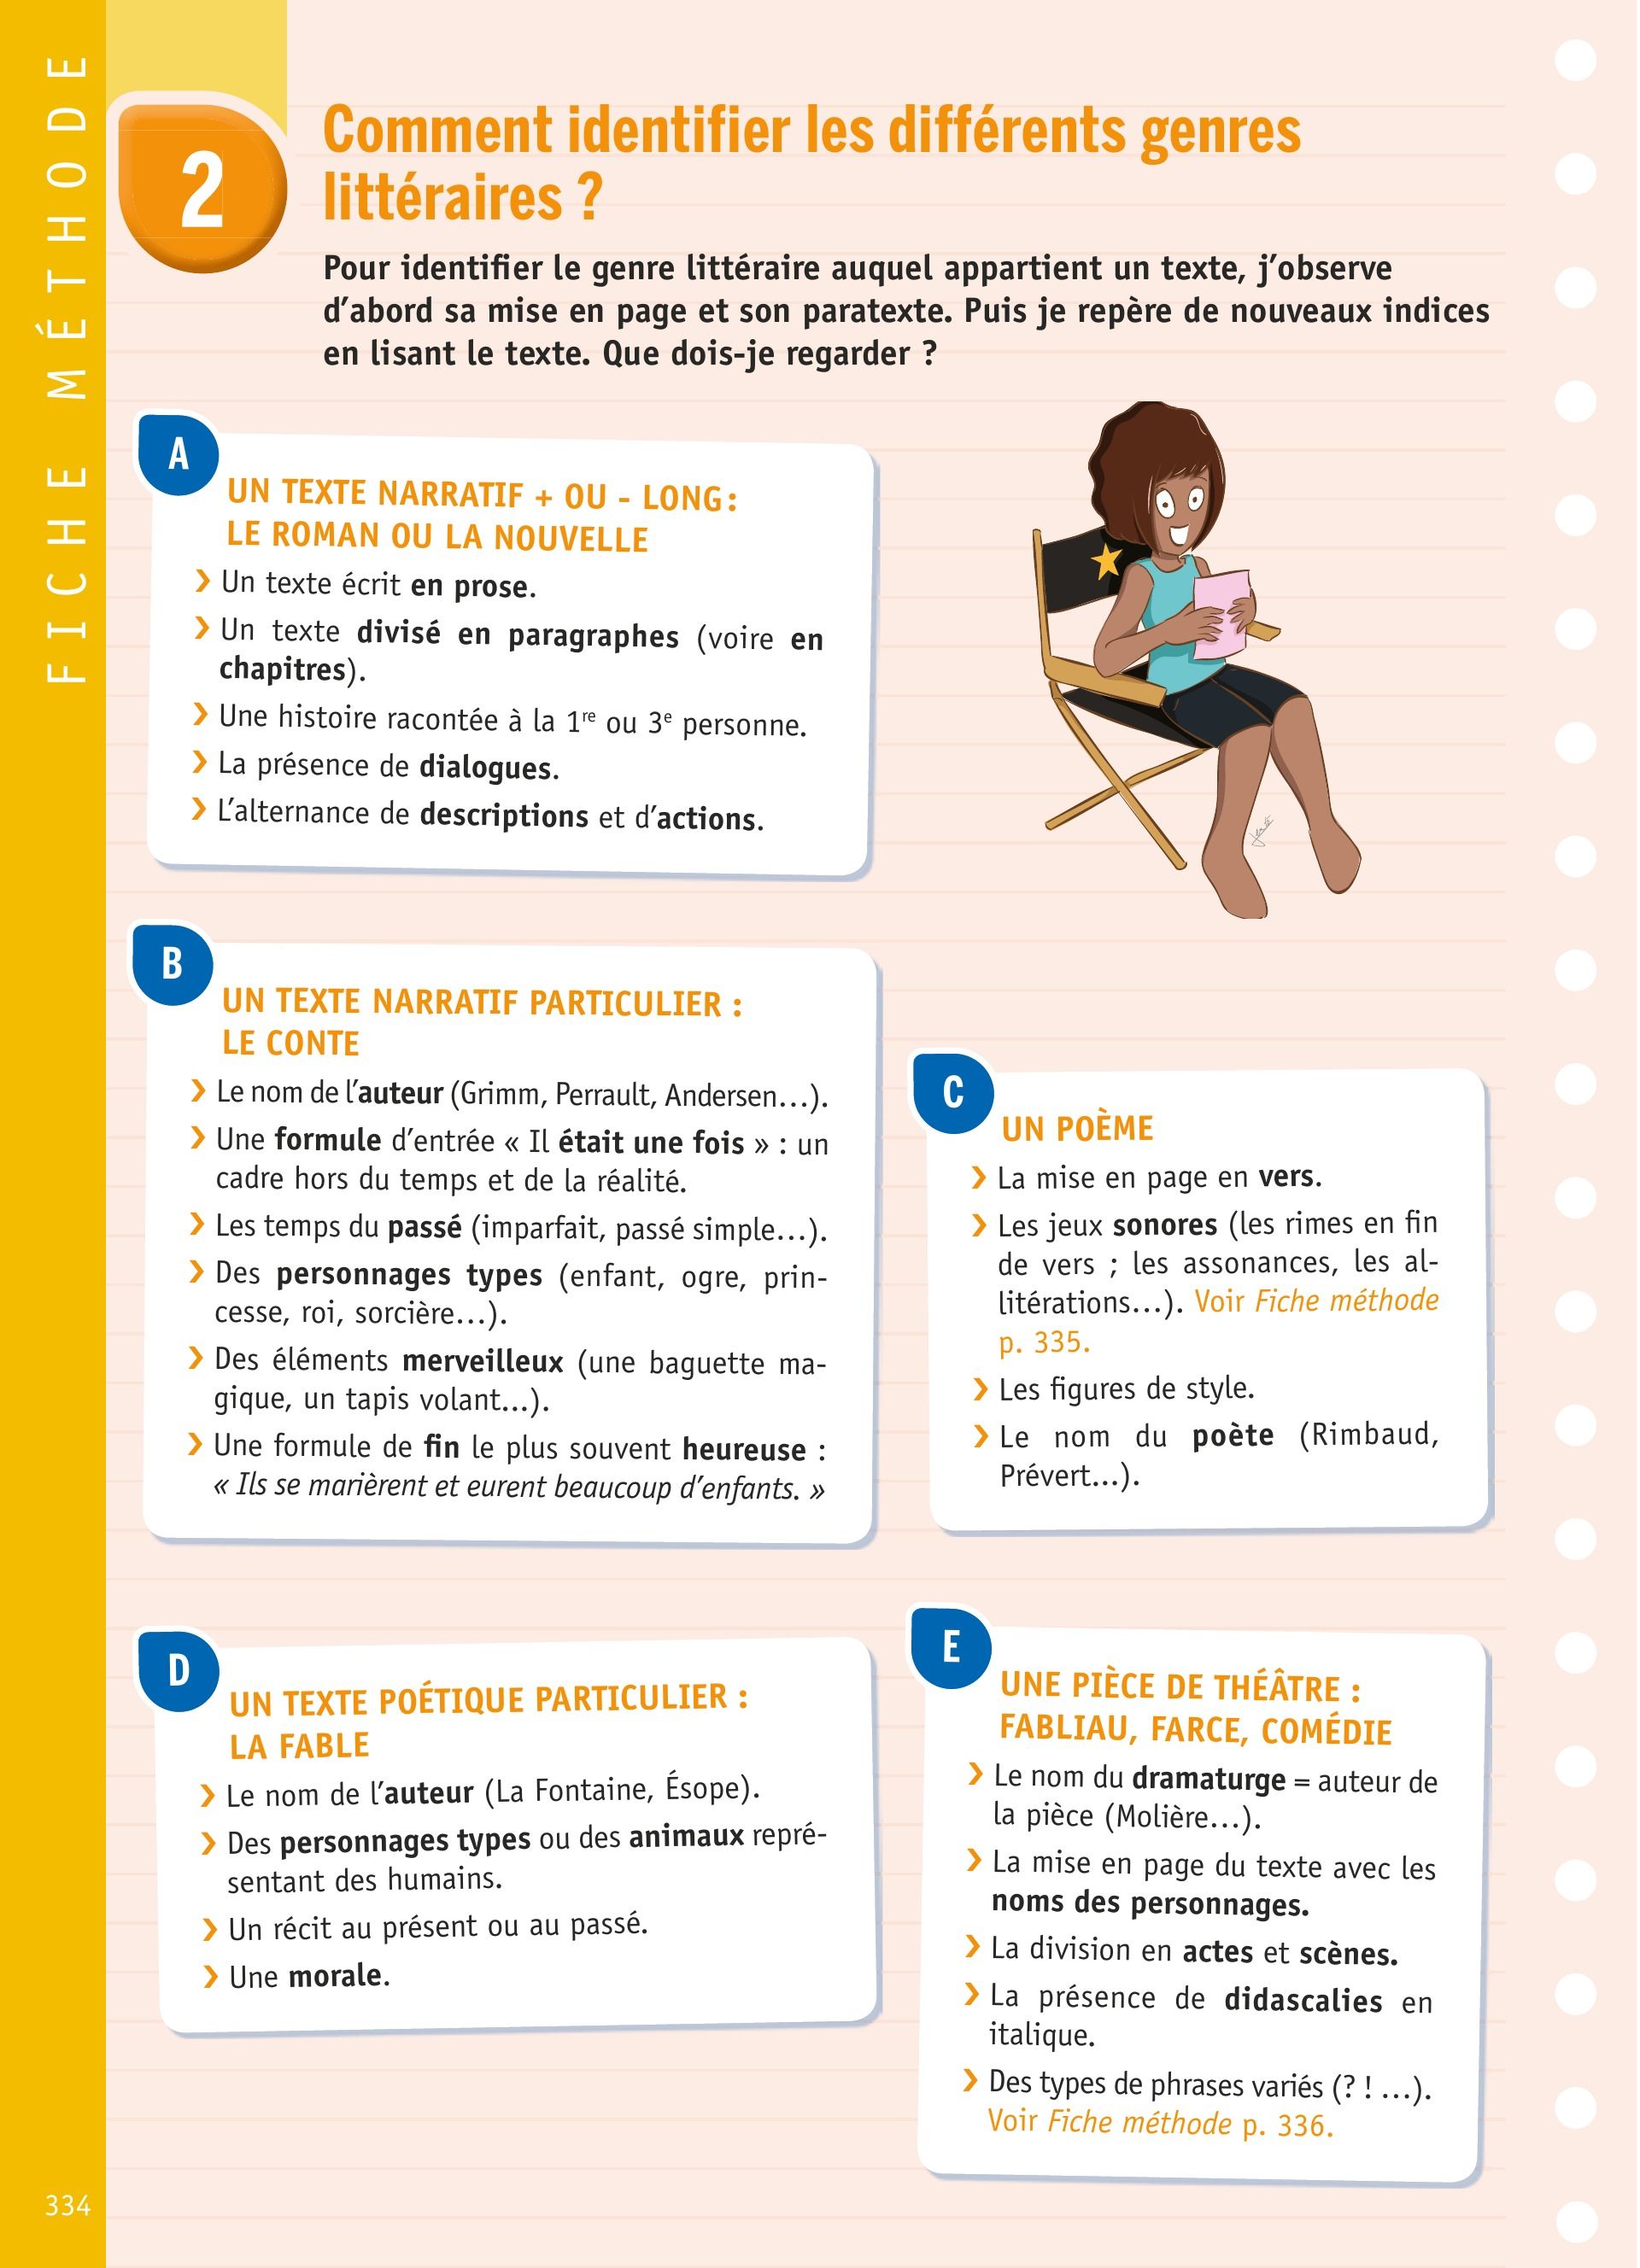 FICHE MÉTHODE
2
Comment identifier les différents genres
littéraires ?
Pour identifier le genre littéraire auquel appartient un texte, j’observe
d’abord sa mise en page et son paratexte. Puis je repère de nouveaux indices
en lisant le texte. Que dois-je regarder ?
A
UN TEXTE NARRATIF + OU - LONG :
LE ROMAN OU LA NOUVELLE
❯ Un texte écrit en prose.
❯ Un texte divisé en paragraphes (voire en
chapitres).
❯ Une histoire racontée à la 1re ou 3e personne.
❯ La présence de dialogues.
❯ L’alternance de descriptions et d’actions.
B
UN TEXTE NARRATIF PARTICULIER :
LE CONTE
❯ Le nom de l’auteur (Grimm, Perrault, Andersen…).
❯ Une formule d’entrée « Il était une fois » : un
cadre hors du temps et de la réalité.
❯ Les temps du passé (imparfait, passé simple…).
❯ Des personnages types (enfant, ogre, prin-
cesse, roi, sorcière…).
❯ Des éléments merveilleux (une baguette ma-
gique, un tapis volant…).
❯ Une formule de fin le plus souvent heureuse :
« Ils se marièrent et eurent beaucoup d’enfants. »
C
UN POÈME
❯ La mise en page en vers.
❯ Les jeux sonores (les rimes en fin
de vers ; les assonances, les al-
litérations…). Voir Fiche méthode
p. 335.
❯ Les figures de style.
❯ Le nom du poète (Rimbaud,
Prévert…).
D
UN TEXTE POÉTIQUE PARTICULIER :
LA FABLE
❯ Le nom de l’auteur (La Fontaine, Ésope).
❯ Des personnages types ou des animaux repré-
sentant des humains.
❯ Un récit au présent ou au passé.
❯ Une morale.
E
UNE PIÈCE DE THÉÂTRE :
FABLIAU, FARCE, COMÉDIE
❯ Le nom du dramaturge = auteur de
la pièce (Molière…).
❯ La mise en page du texte avec les
noms des personnages.
❯ La division en actes et scènes.
❯ La présence de didascalies en
italique.
❯ Des types de phrases variés (? ! …).
Voir Fiche méthode p. 336.
334